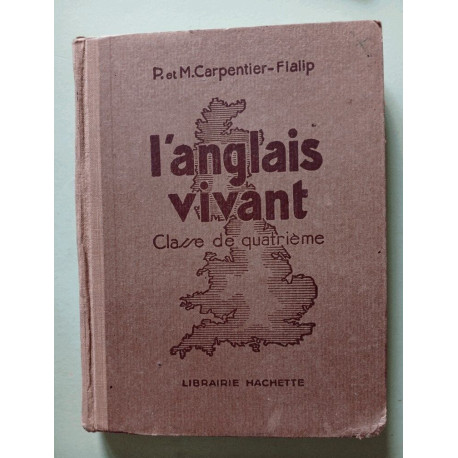 P. et M. Carpentier-Fialip
l'anglais
vivant
Classe de quatrième
LIBRAIRIE HACHETTE